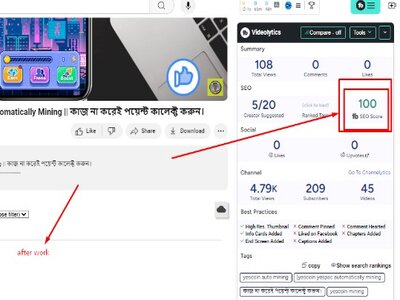 Earn
Boost
omatically Mining || কাজ না করেই পয়েন্ট কালেক্ট করুন।
Like
Share
Download
g || কাজ না করেই পয়েন্ট কালেক্ট করুন।
ose filter)
after work
Videolytics
Compare - off
Tools
Summary
108
0
0
Total Views
Comments
Likes
SEO
5/20
(click to load)
100
Creator Suggested
Ranked Tags
SEO Score
Social
0
0
Likes
Upvotes
Channel
Go To Channelytics
4.79K
209
45
Total Views
Subscribers
Videos
Best Practices
High Res. Thumbnail
Comment Pinned
Comment Hearted
Info Cards Added
Liked on Facebook
Chapters Added
End Screen Added
Captions Added
Tags
copy
Show search rankings
yescoin auto mining
yescoin yespac automatically mining
কাজ না করেই পয়েন্ট কালেক্ট করুন।
yescoin mining